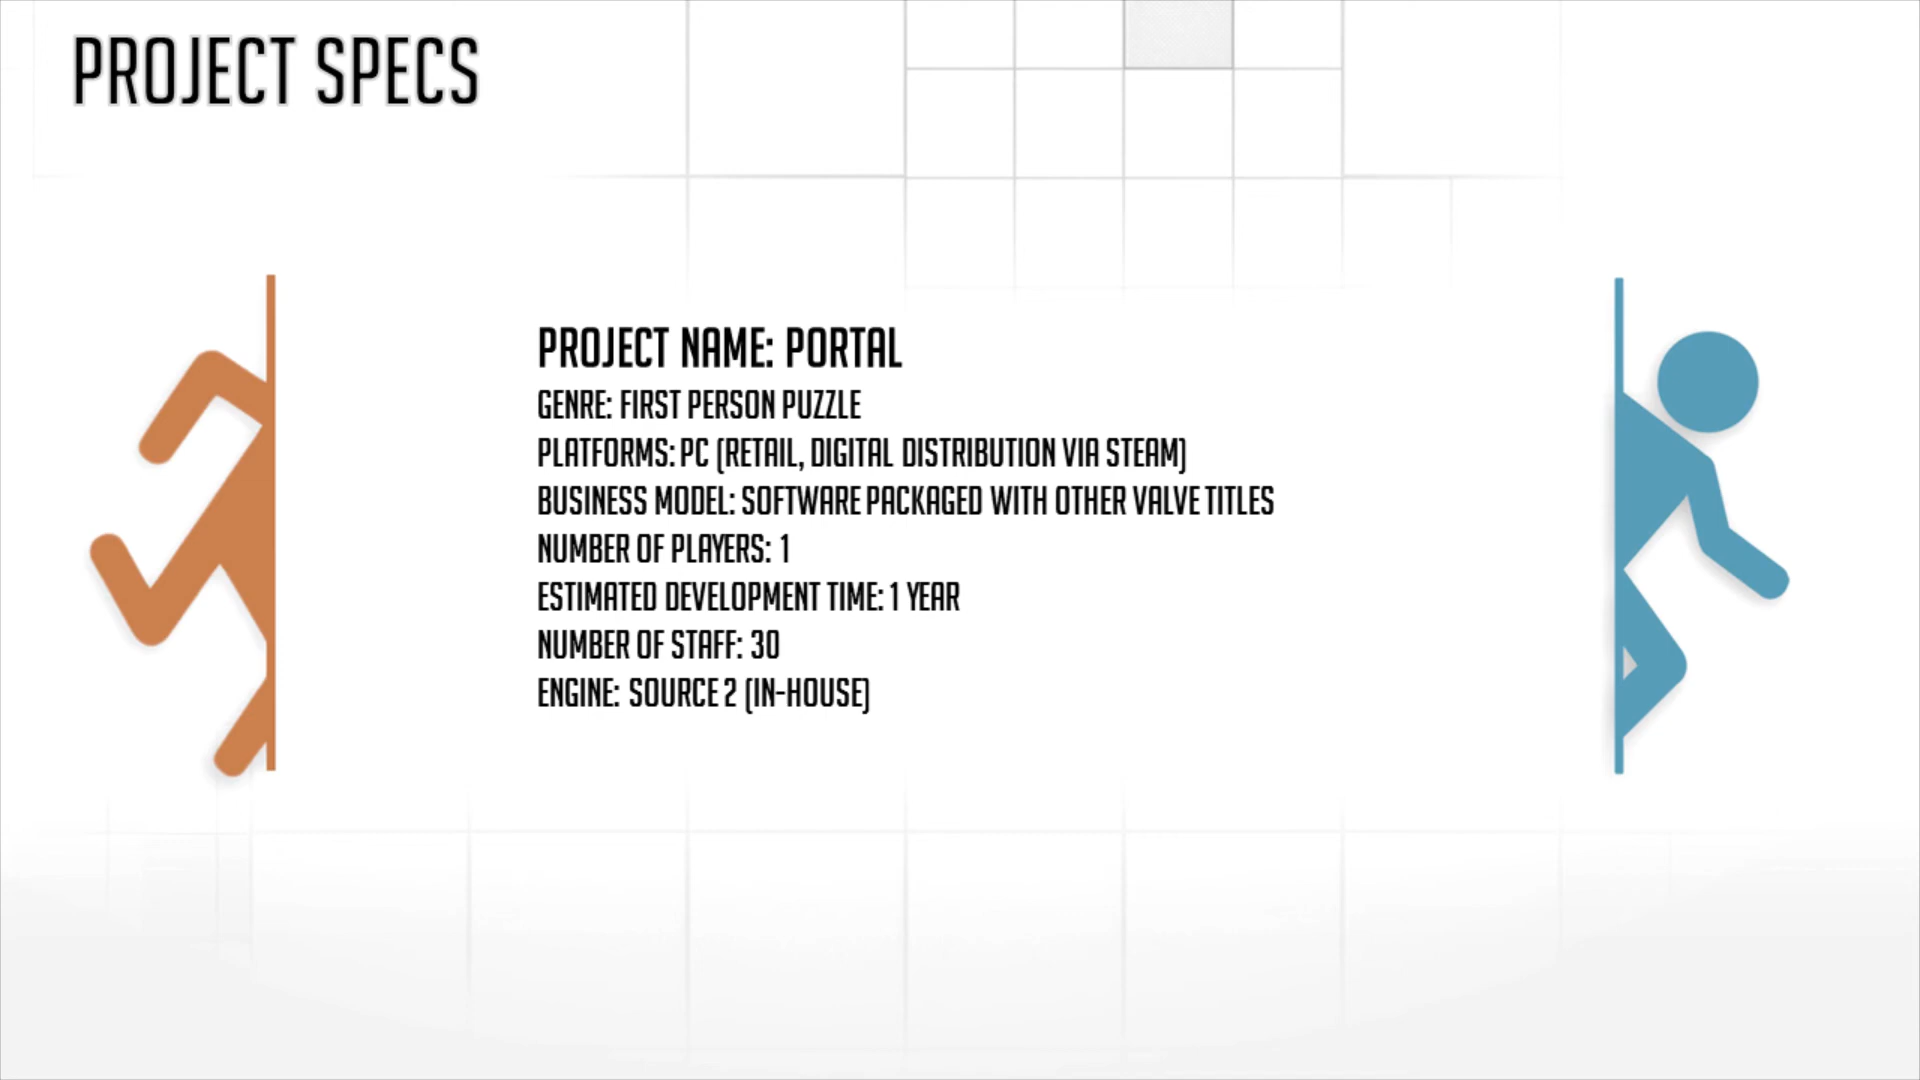 PROJECT SPECS
PROJECT NAME: PORTAL
GENRE: FIRST PERSON PUZZLE
PLATFORMS: PC (RETAIL, DIGITAL DISTRIBUTION VIA STEAM)
BUSINESS MODEL: SOFTWARE PACKAGED WITH OTHER VALVE TITLES
NUMBER OF PLAYERS: 1
ESTIMATED DEVELOPMENT TIME: 1 YEAR
NUMBER OF STAFF: 30
ENGINE: SOURCE 2 (IN-HOUSE)